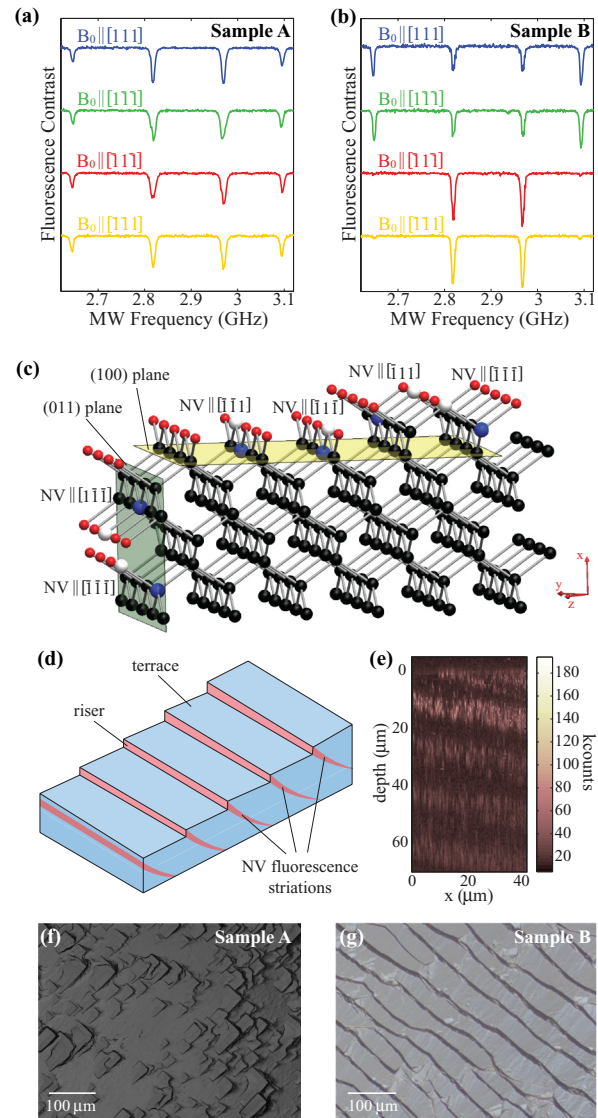 (a)
Sample A
B₀||[111]
B₀||[11̄1̄]
B₀||[1̄11̄]
B₀||[1̄1̄1]
Fluorescence Contrast
2.7 2.8 2.9 3 3.1
MW Frequency (GHz)
(b)
Sample B
B₀||[111]
B₀||[11̄1̄]
B₀||[1̄11̄]
B₀||[1̄1̄1]
Fluorescence Contrast
2.7 2.8 2.9 3 3.1
MW Frequency (GHz)
(c)
(100) plane
(011) plane
NV||[1̄1̄1]
NV||[1̄11̄]
NV||[1̄11]
NV||[1̄1̄1̄]
NV||[11̄1̄]
NV||[1̄1̄1̄]
x
y
z
(d)
terrace
riser
NV fluorescence
striations
(e)
depth (μm)
0
20
40
60
0 20 40
x (μm)
180
160
140
120
100
80
60
40
20
kcounts
(f)
Sample A
100 μm
(g)
Sample B
100 μm